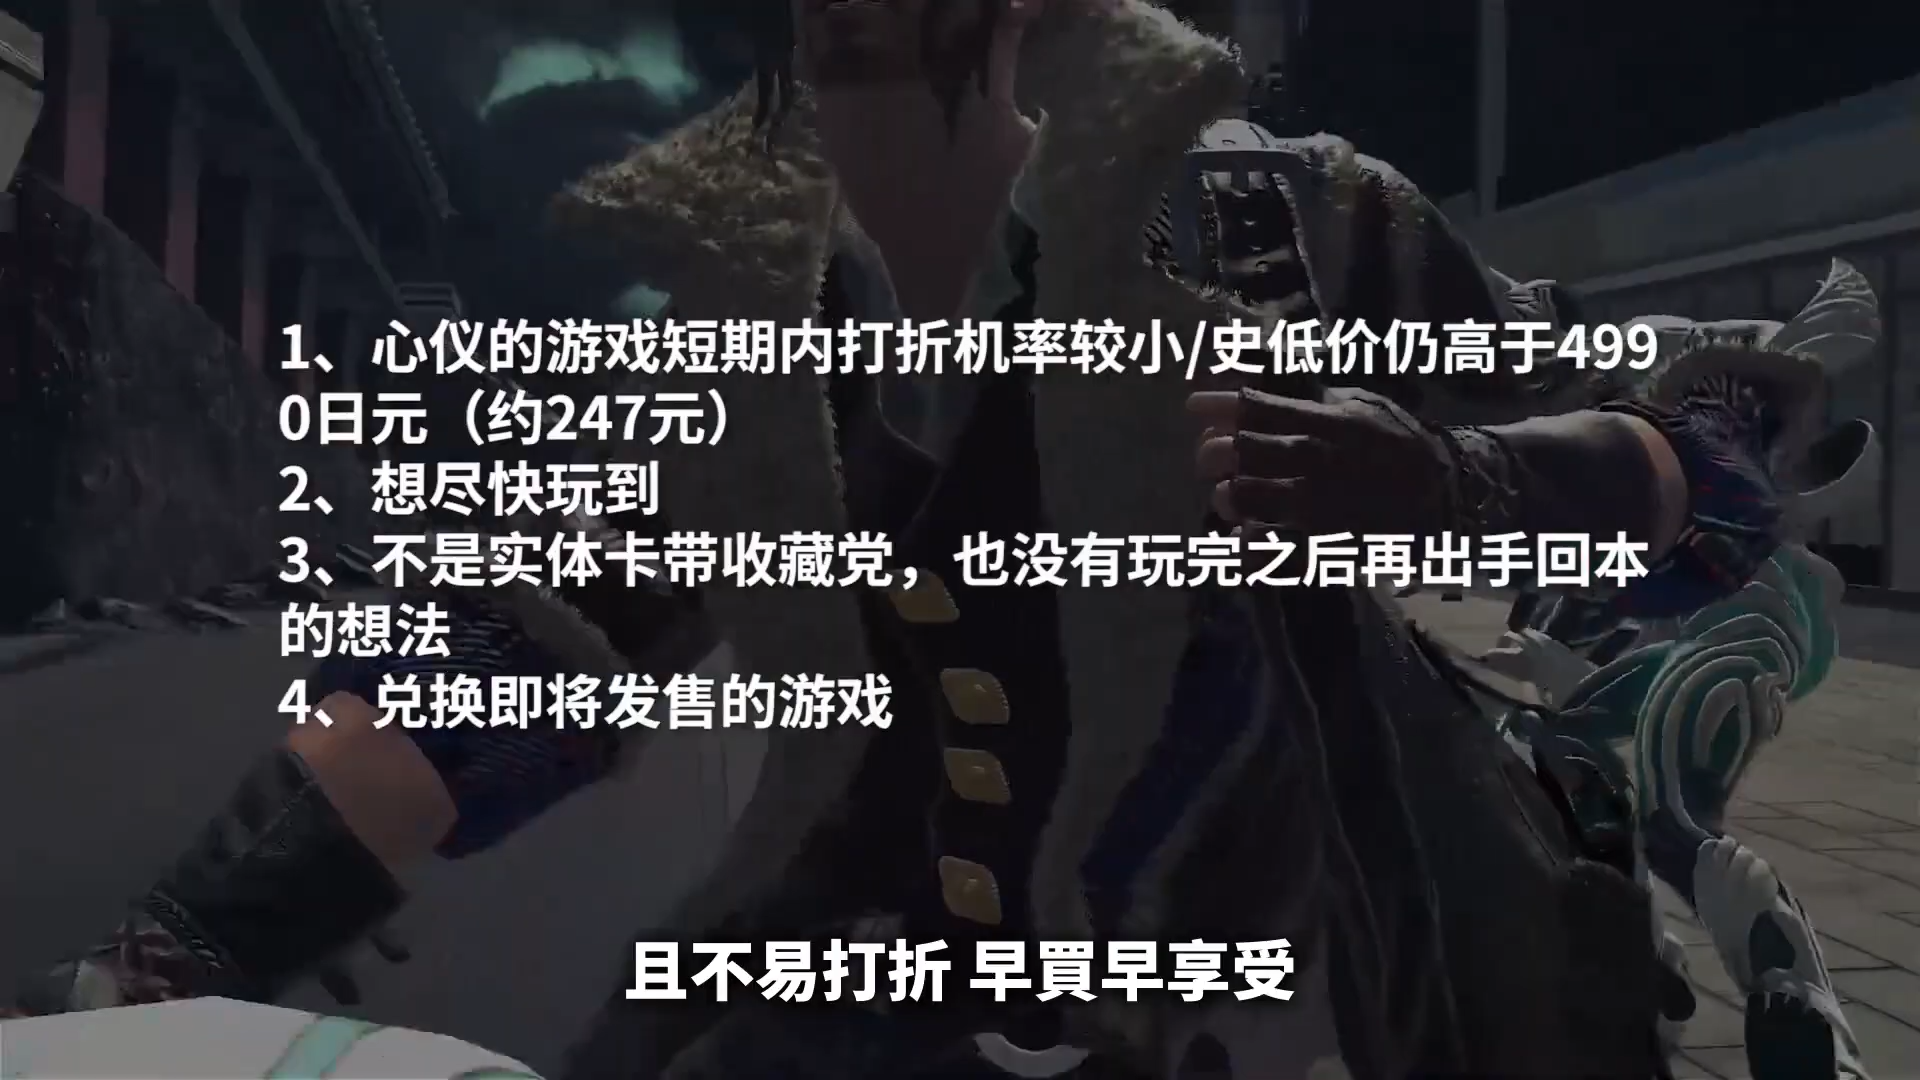 1、心仪的游戏短期内打折机率较小/史低价仍高于499
0日元（约247元）
2、想尽快玩到
3、不是实体卡带收藏党，也没有玩完之后再出手回本
的想法
4、兑换即将发售的游戏
且不易打折 早買早享受